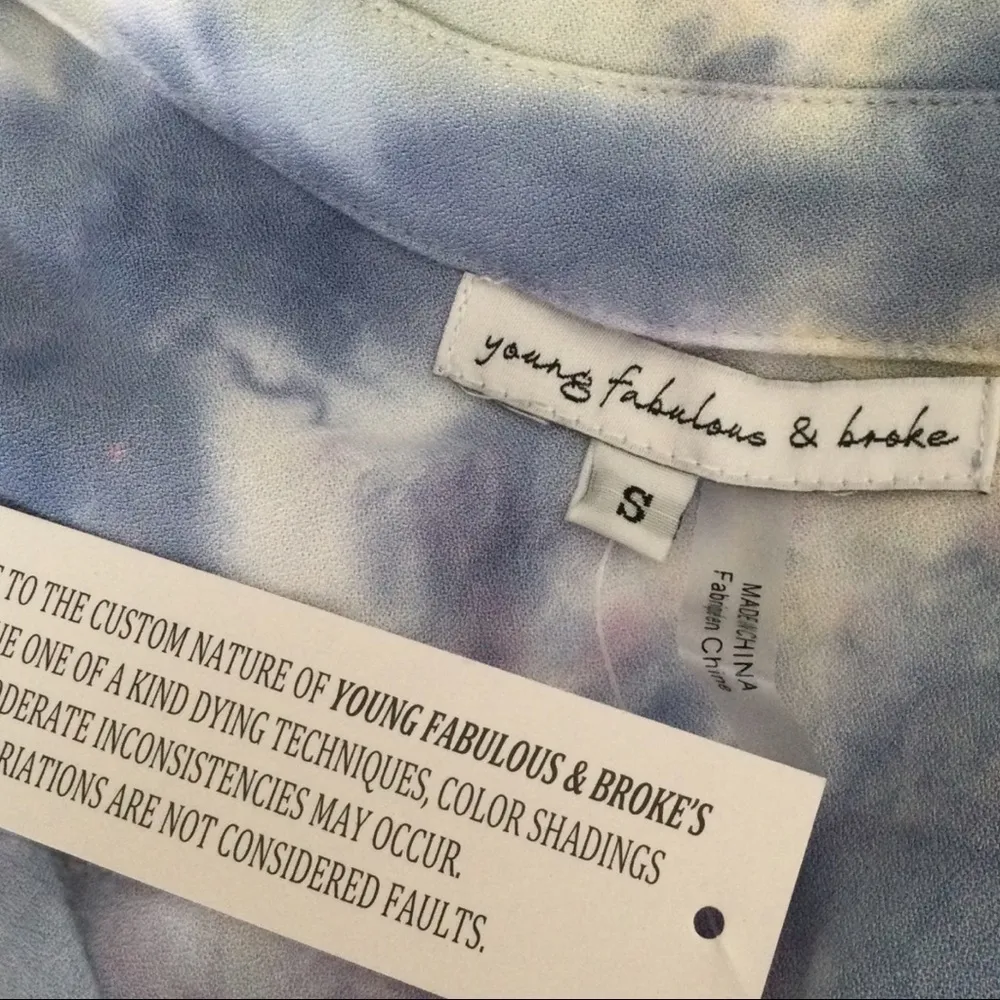 young fabulous & broke
S
MADE CHINA
Fabriqué en Chine
TO THE CUSTOM NATURE OF YOUNG FABULOUS & BROKE'S
ONE OF A KIND DYING TECHNIQUES, COLOR SHADINGS
INCONSISTENCIES MAY OCCUR.
ARE NOT CONSIDERED FAULTS.